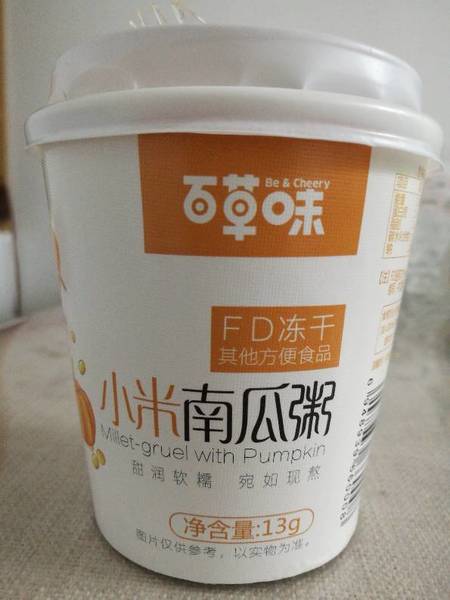 Be & Cheery
百草味
FD冻干
其他方便食品
小米南瓜粥
Millet-gruel with Pumpkin
甜润软糯 宛如现熬
净含量:13g
图片仅供参考，以实物为准。